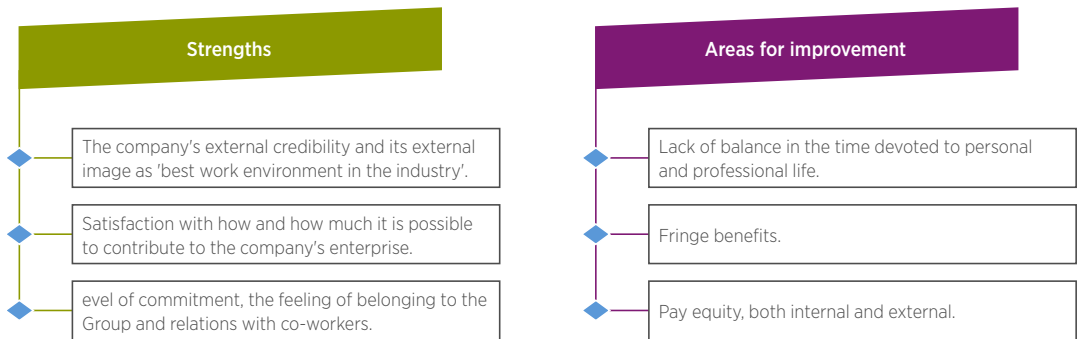 Strengths
The company's external credibility and its external
image as 'best work environment in the industry'.
Satisfaction with how and how much it is possible
to contribute to the company's enterprise.
evel of commitment, the feeling of belonging to the
Group and relations with co-workers.
Areas for improvement
Lack of balance in the time devoted to personal
and professional life.
Fringe benefits.
Pay equity, both internal and external.